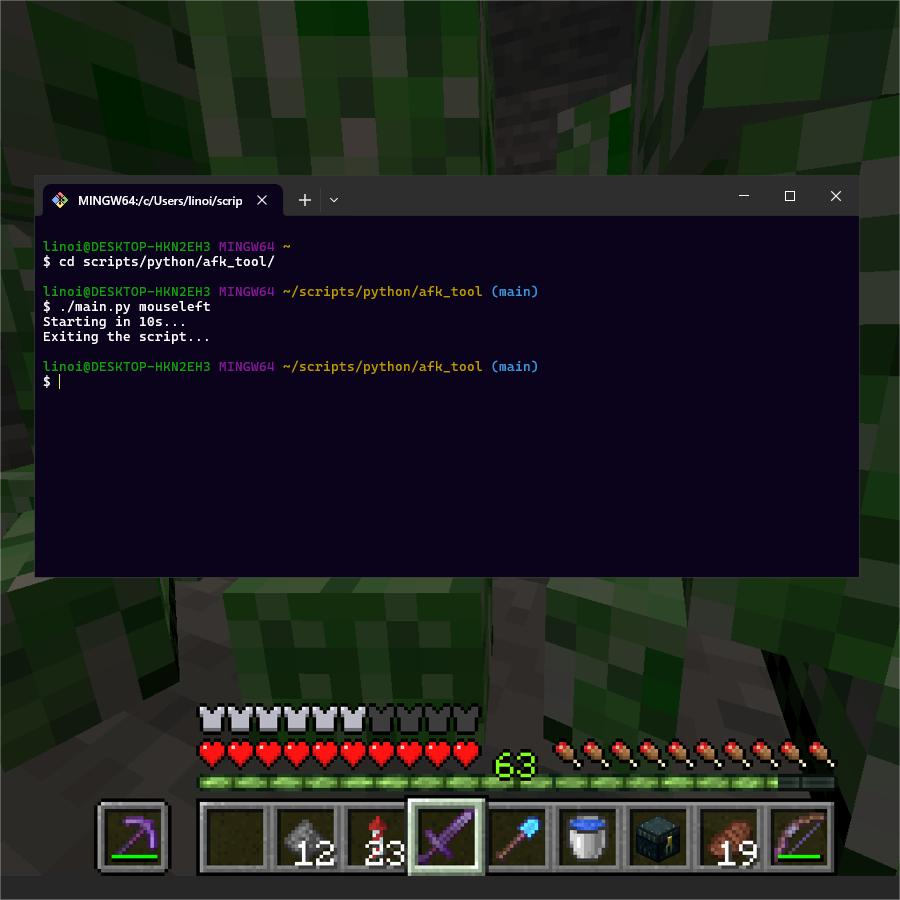 MINGW64:/c/Users/linoi/scrip
linoi@DESKTOP-HKN2EH3 MINGW64 ~
$ cd scripts/python/afk_tool/
linoi@DESKTOP-HKN2EH3 MINGW64 ~/scripts/python/afk_tool (main)
$ ./main.py mouseleft
Starting in 10s...
Exiting the script...
linoi@DESKTOP-HKN2EH3 MINGW64 ~/scripts/python/afk_tool (main)
$
63
12 23 19